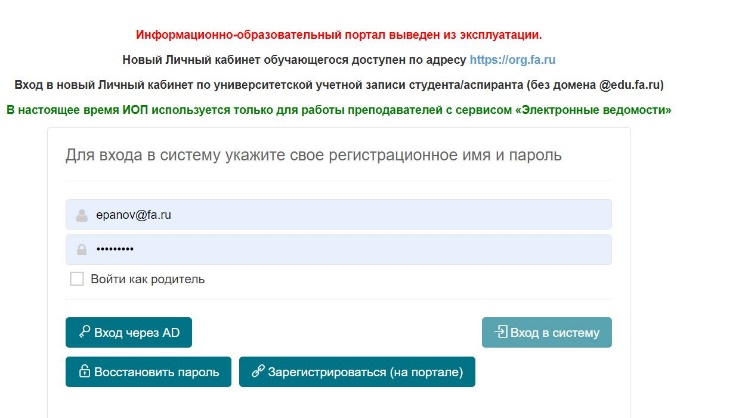 Информационно-образовательный портал выведен из эксплуатации.
Новый Личный кабинет обучающегося доступен по адресу https://org.fa.ru
Вход в новый Личный кабинет по университетской учетной записи студента/аспиранта (без домена @edu.fa.ru)
В настоящее время ИОП используется только для работы преподавателей с сервисом «Электронные ведомости»
Для входа в систему укажите свое регистрационное имя и пароль
epanov@fa.ru
•••••••••
Войти как родитель
Вход через AD
Вход в систему
Восстановить пароль
Зарегистрироваться (на портале)